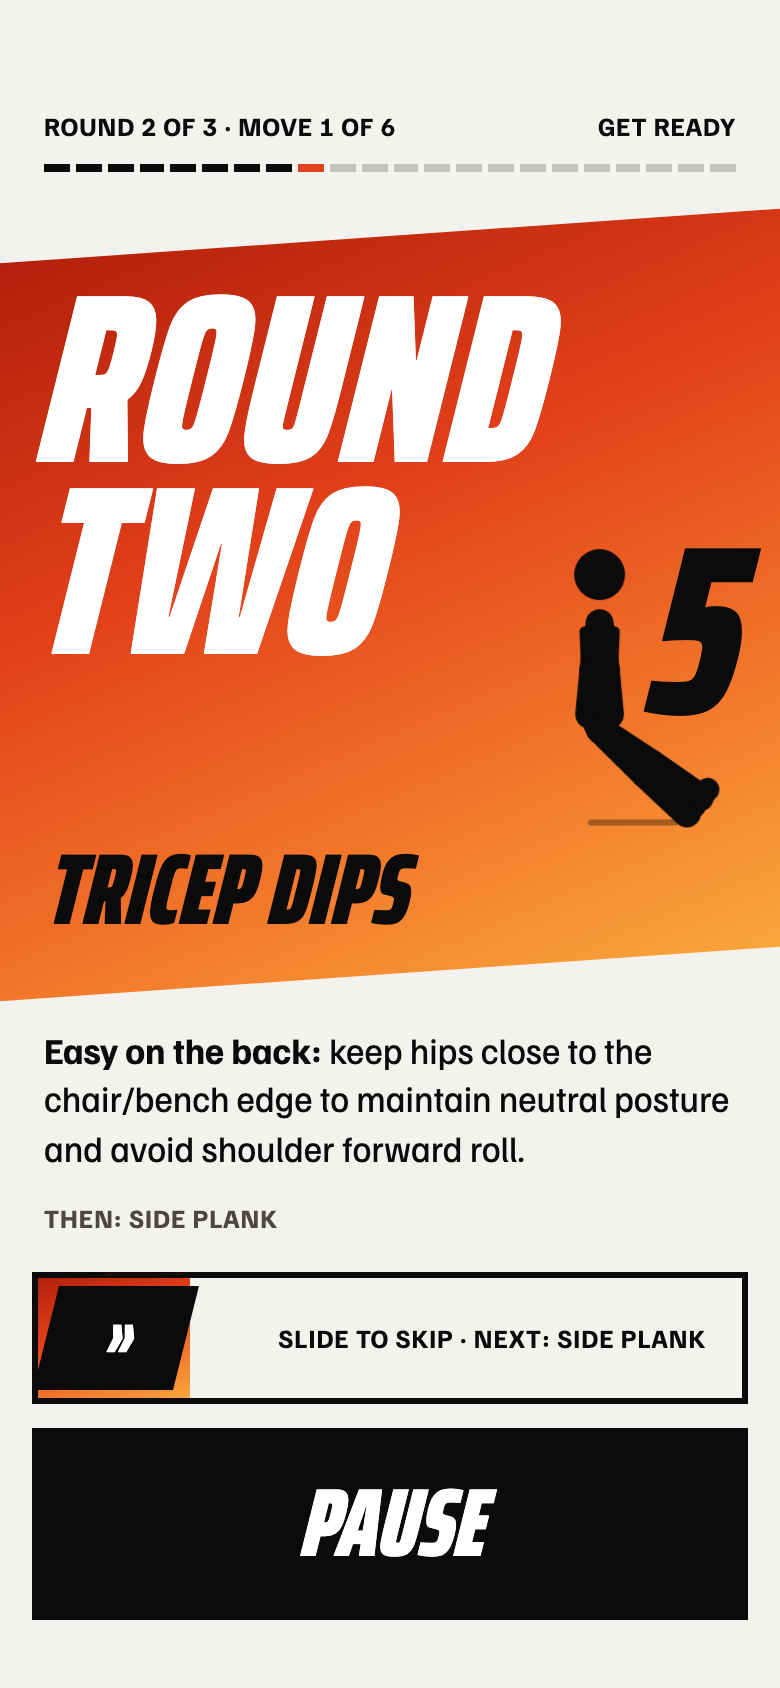 ROUND 2 OF 3 · MOVE 1 OF 6
GET READY
ROUND
TWO
5
TRICEP DIPS
Easy on the back: keep hips close to the
chair/bench edge to maintain neutral posture
and avoid shoulder forward roll.
THEN: SIDE PLANK
» SLIDE TO SKIP · NEXT: SIDE PLANK
PAUSE